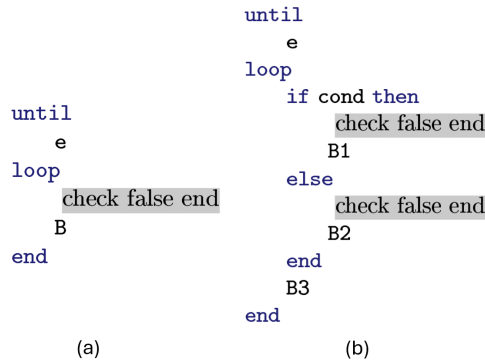 until
e
loop
check false end
B
end
(a)
until
e
loop
if cond then
check false end
B1
else
check false end
B2
end
B3
end
(b)